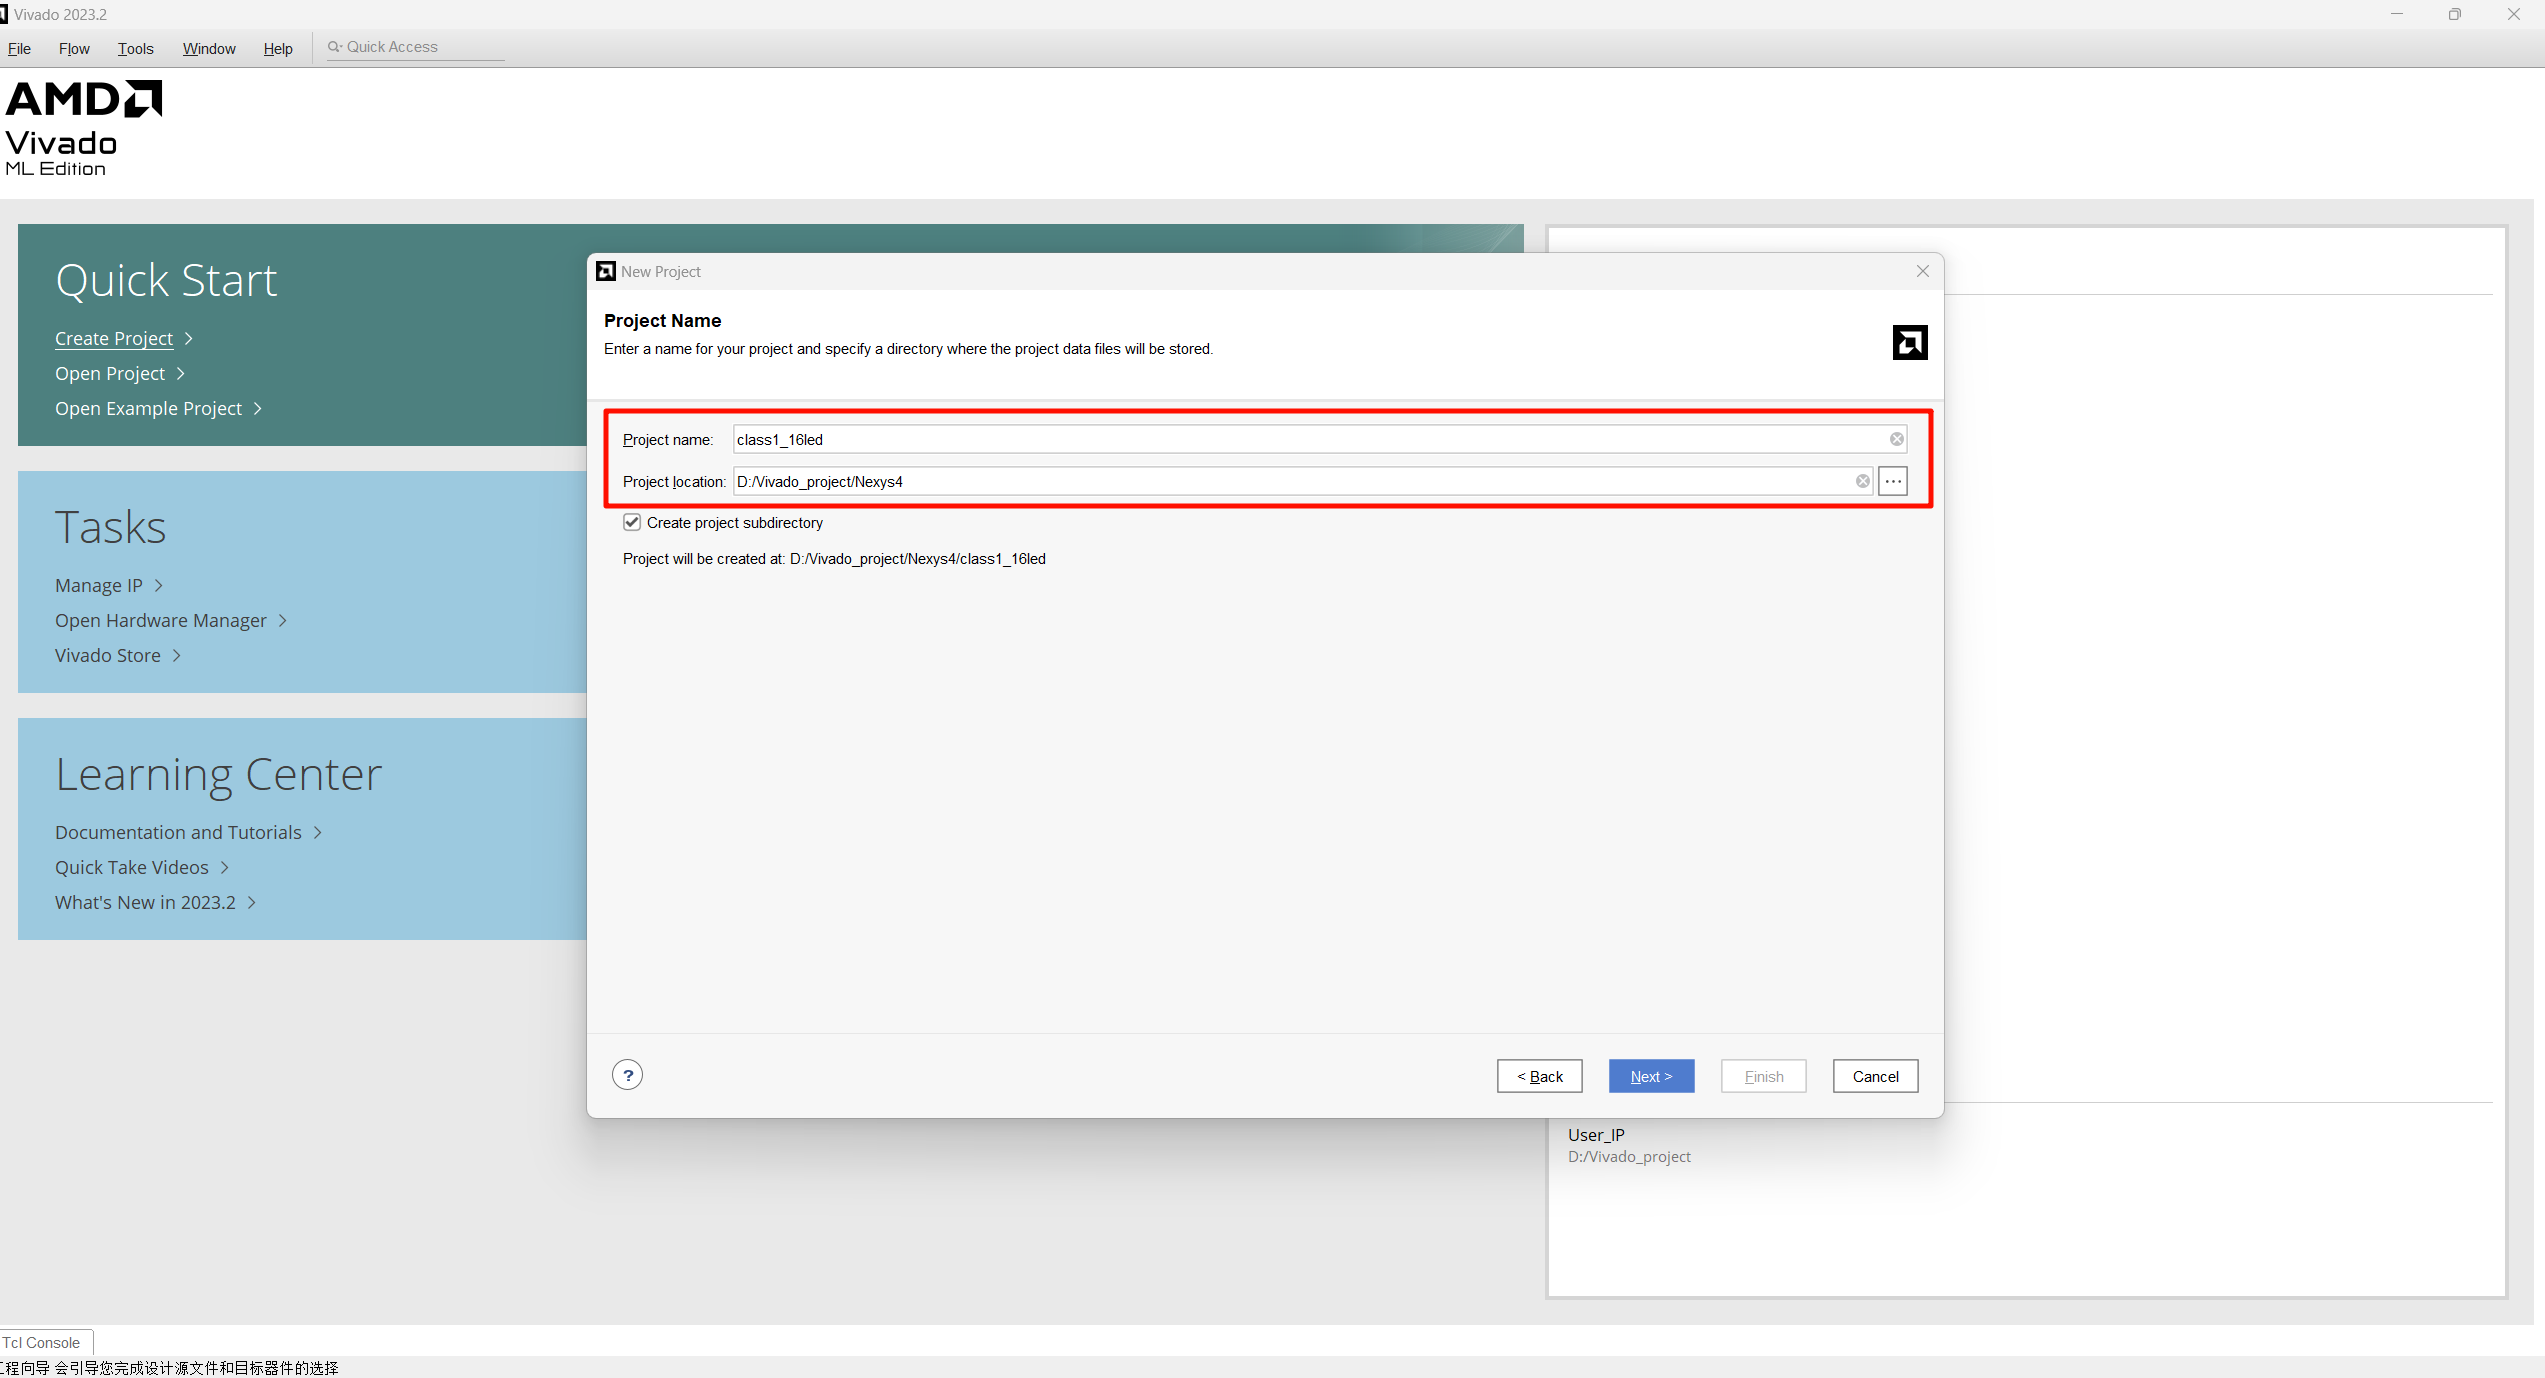 Vivado 2023.2
File Flow Tools Window Help Quick Access
AMD
Vivado
ML Edition
Quick Start
Create Project
Open Project
Open Example Project
Tasks
Manage IP
Open Hardware Manager
Vivado Store
Learning Center
Documentation and Tutorials
Quick Take Videos
What's New in 2023.2
New Project
Project Name
Enter a name for your project and specify a directory where the project data files will be stored.
Project name: class1_16led
Project location: D:/Vivado_project/Nexys4 ...
Create project subdirectory
Project will be created at: D:/Vivado_project/Nexys4/class1_16led
? < Back Next > Finish Cancel
User_IP
D:/Vivado_project
Tcl Console
程向导 会引导您完成设计源文件和目标器件的选择